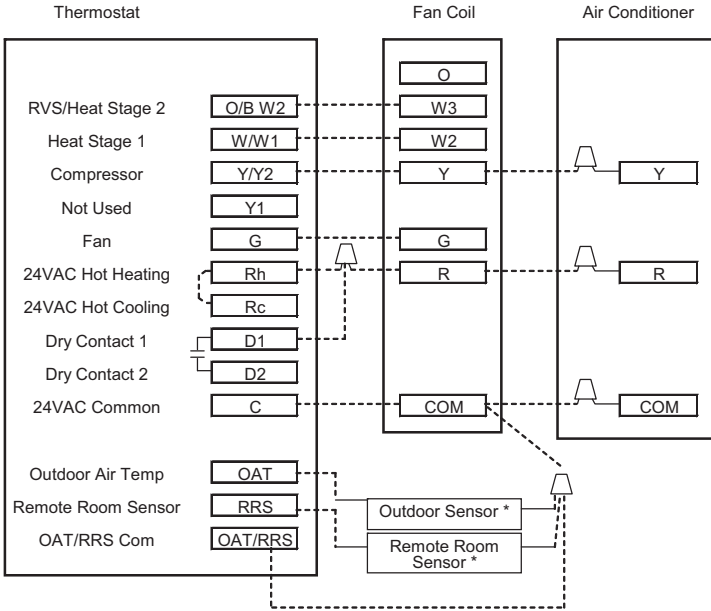 Thermostat Fan Coil Air Conditioner
O
RVS/Heat Stage 2 O/B W2 W3
Heat Stage 1 W/W1 W2
Compressor Y/Y2 Y Y
Not Used Y1
Fan G G
24VAC Hot Heating Rh R R
24VAC Hot Cooling Rc
Dry Contact 1 D1
Dry Contact 2 D2
24VAC Common C COM COM
Outdoor Air Temp OAT
Remote Room Sensor RRS Outdoor Sensor *
OAT/RRS Com OAT/RRS Remote Room
Sensor *